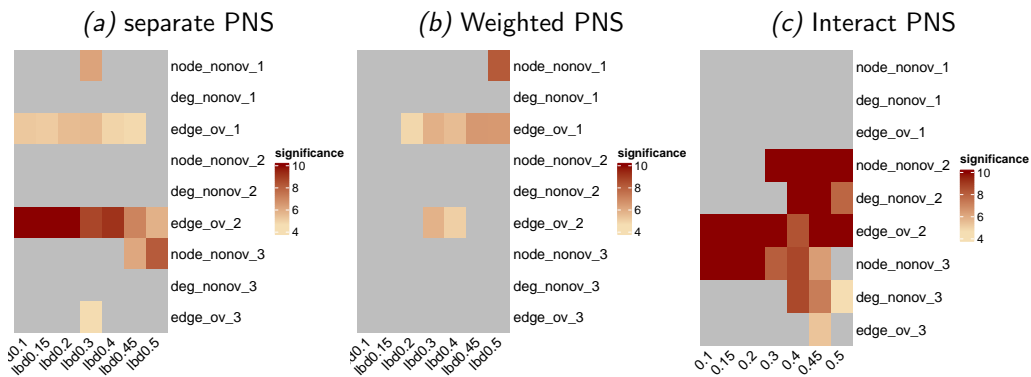 (a) separate PNS
(b) Weighted PNS
(c) Interact PNS
node_nonov_1
deg_nonov_1
edge_ov_1
node_nonov_2
deg_nonov_2
edge_ov_2
node_nonov_3
deg_nonov_3
edge_ov_3
significance
10
8
6
4
lbd0.15
lbd0.2
lbd0.3
lbd0.4
lbd0.45
lbd0.5
node_nonov_1
deg_nonov_1
edge_ov_1
node_nonov_2
deg_nonov_2
edge_ov_2
node_nonov_3
deg_nonov_3
edge_ov_3
significance
10
8
6
4
lbd0.15
lbd0.2
lbd0.3
lbd0.4
lbd0.45
lbd0.5
node_nonov_1
deg_nonov_1
edge_ov_1
node_nonov_2
deg_nonov_2
edge_ov_2
node_nonov_3
deg_nonov_3
edge_ov_3
significance
10
8
6
4
0.1
0.15
0.2
0.3
0.4
0.45
0.5